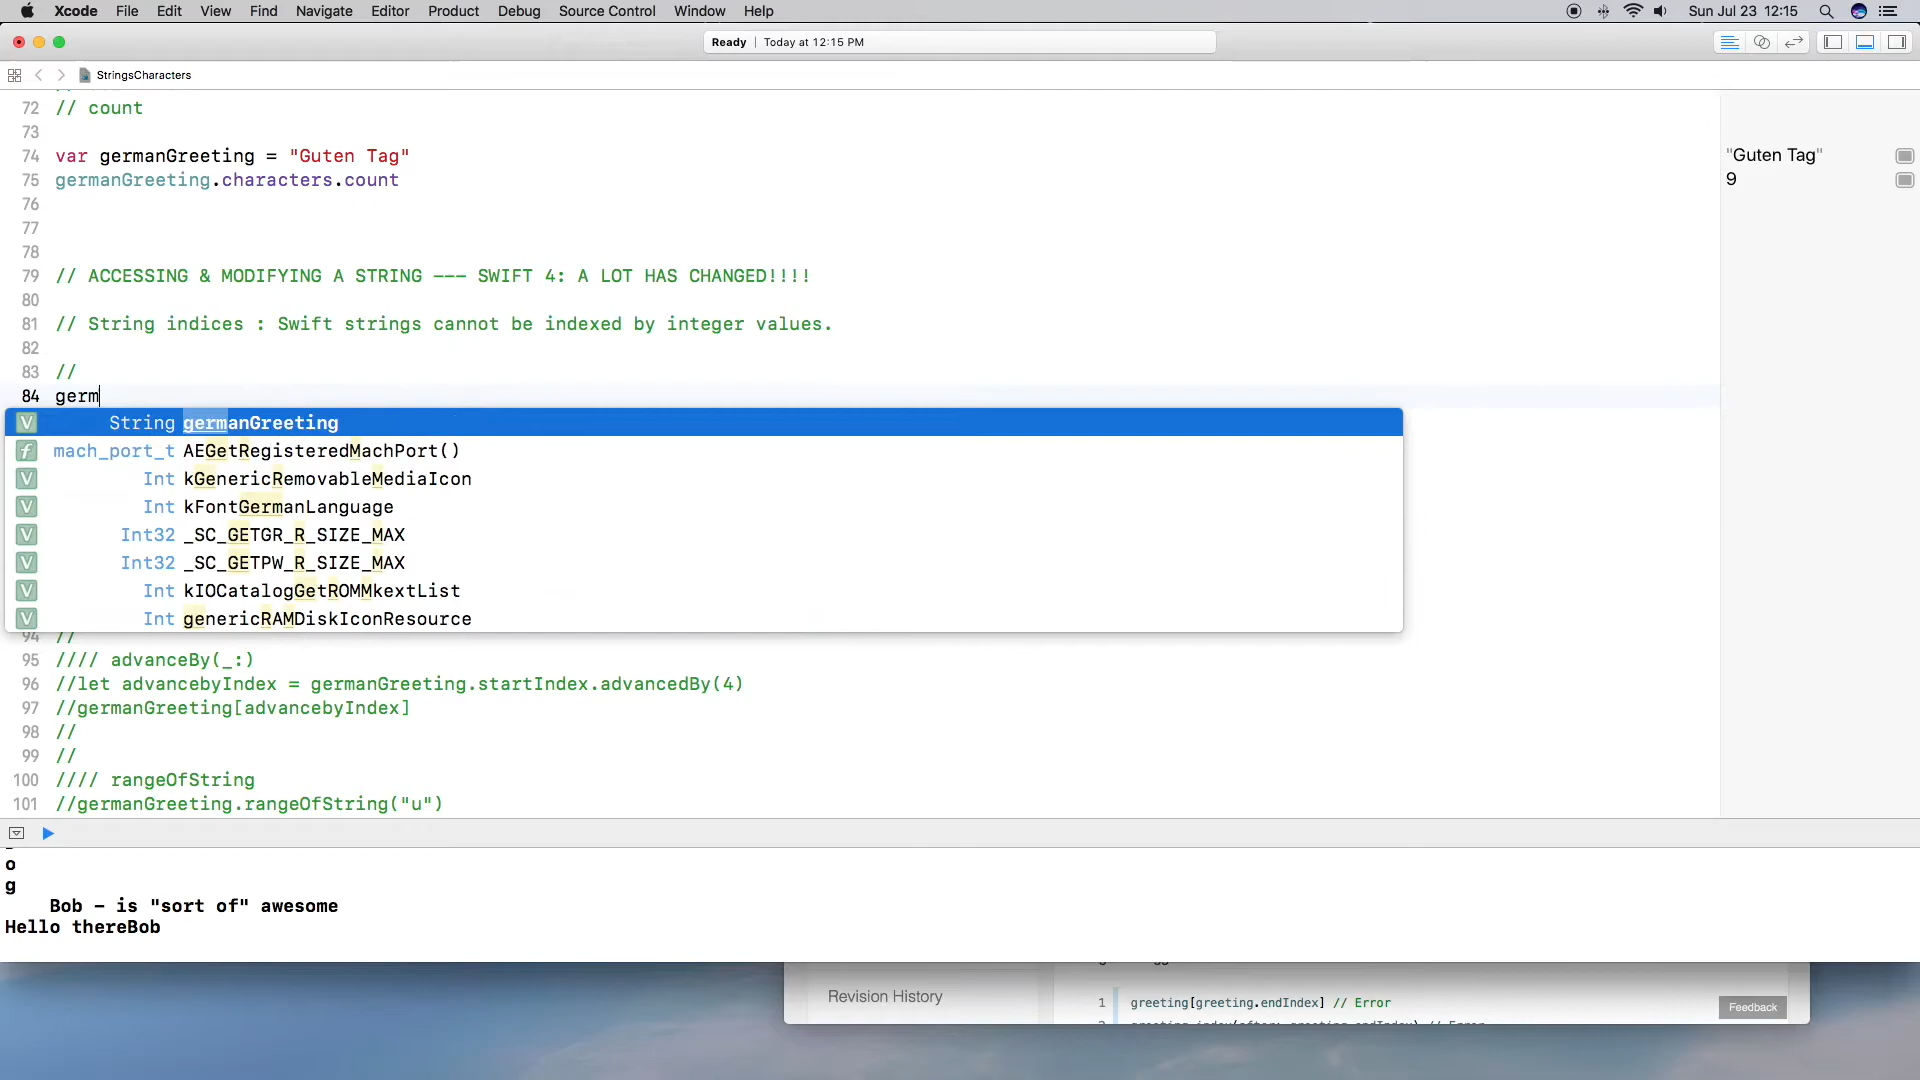 Xcode File Edit View Find Navigate Editor Product Debug Source Control Window Help Sun Jul 23 12:15
Ready Today at 12:15 PM
StringsCharacters
72 // count
73
74 var germanGreeting = "Guten Tag" "Guten Tag"
75 germanGreeting.characters.count 9
76
77
78
79 // ACCESSING & MODIFYING A STRING --- SWIFT 4: A LOT HAS CHANGED!!!!
80
81 // String indices : Swift strings cannot be indexed by integer values.
82
83 //
84 germ
V String germanGreeting
f mach_port_t AEGetRegisteredMachPort()
V Int kGenericRemovableMediaIcon
V Int kFontGermanLanguage
V Int32 _SC_GETGR_R_SIZE_MAX
V Int32 _SC_GETPW_R_SIZE_MAX
V Int kIOCatalogGetROMMkextList
V Int genericRAMDiskIconResource
94 //
95 //// advanceBy(_:)
96 //let advancebyIndex = germanGreeting.startIndex.advancedBy(4)
97 //germanGreeting[advancebyIndex]
98 //
99 //
100 //// rangeOfString
101 //germanGreeting.rangeOfString("u")
o
g
Bob - is "sort of" awesome
Hello thereBob
Revision History
1 greeting[greeting.endIndex] // Error
Feedback